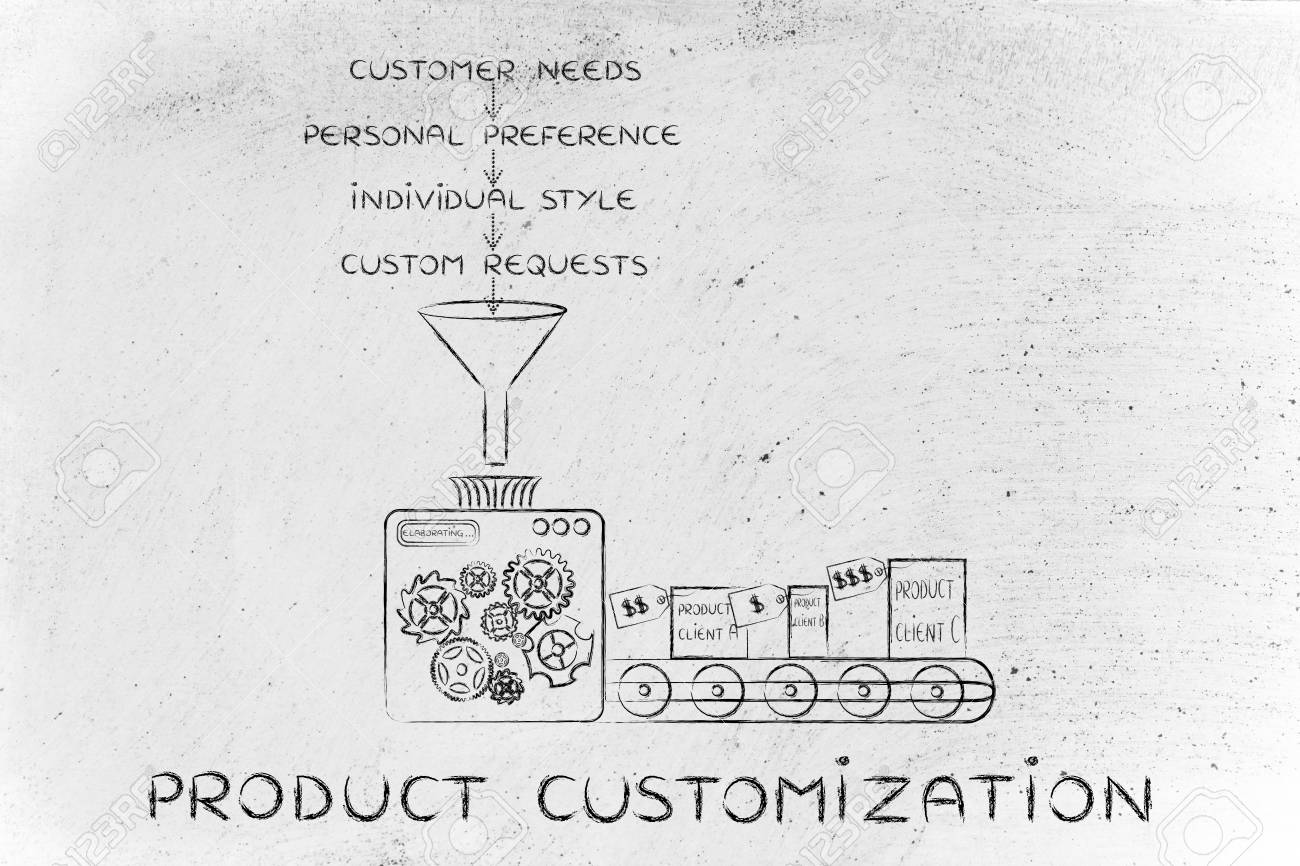 CUSTOMER NEEDS
PERSONAL PREFERENCE
INDIVIDUAL STYLE
CUSTOM REQUESTS
ELABORATING...
$$
PRODUCT
CLIENT A
$
PRODUCT
CLIENT B
$$$
PRODUCT
CLIENT C
PRODUCT CUSTOMIZATION
123RF